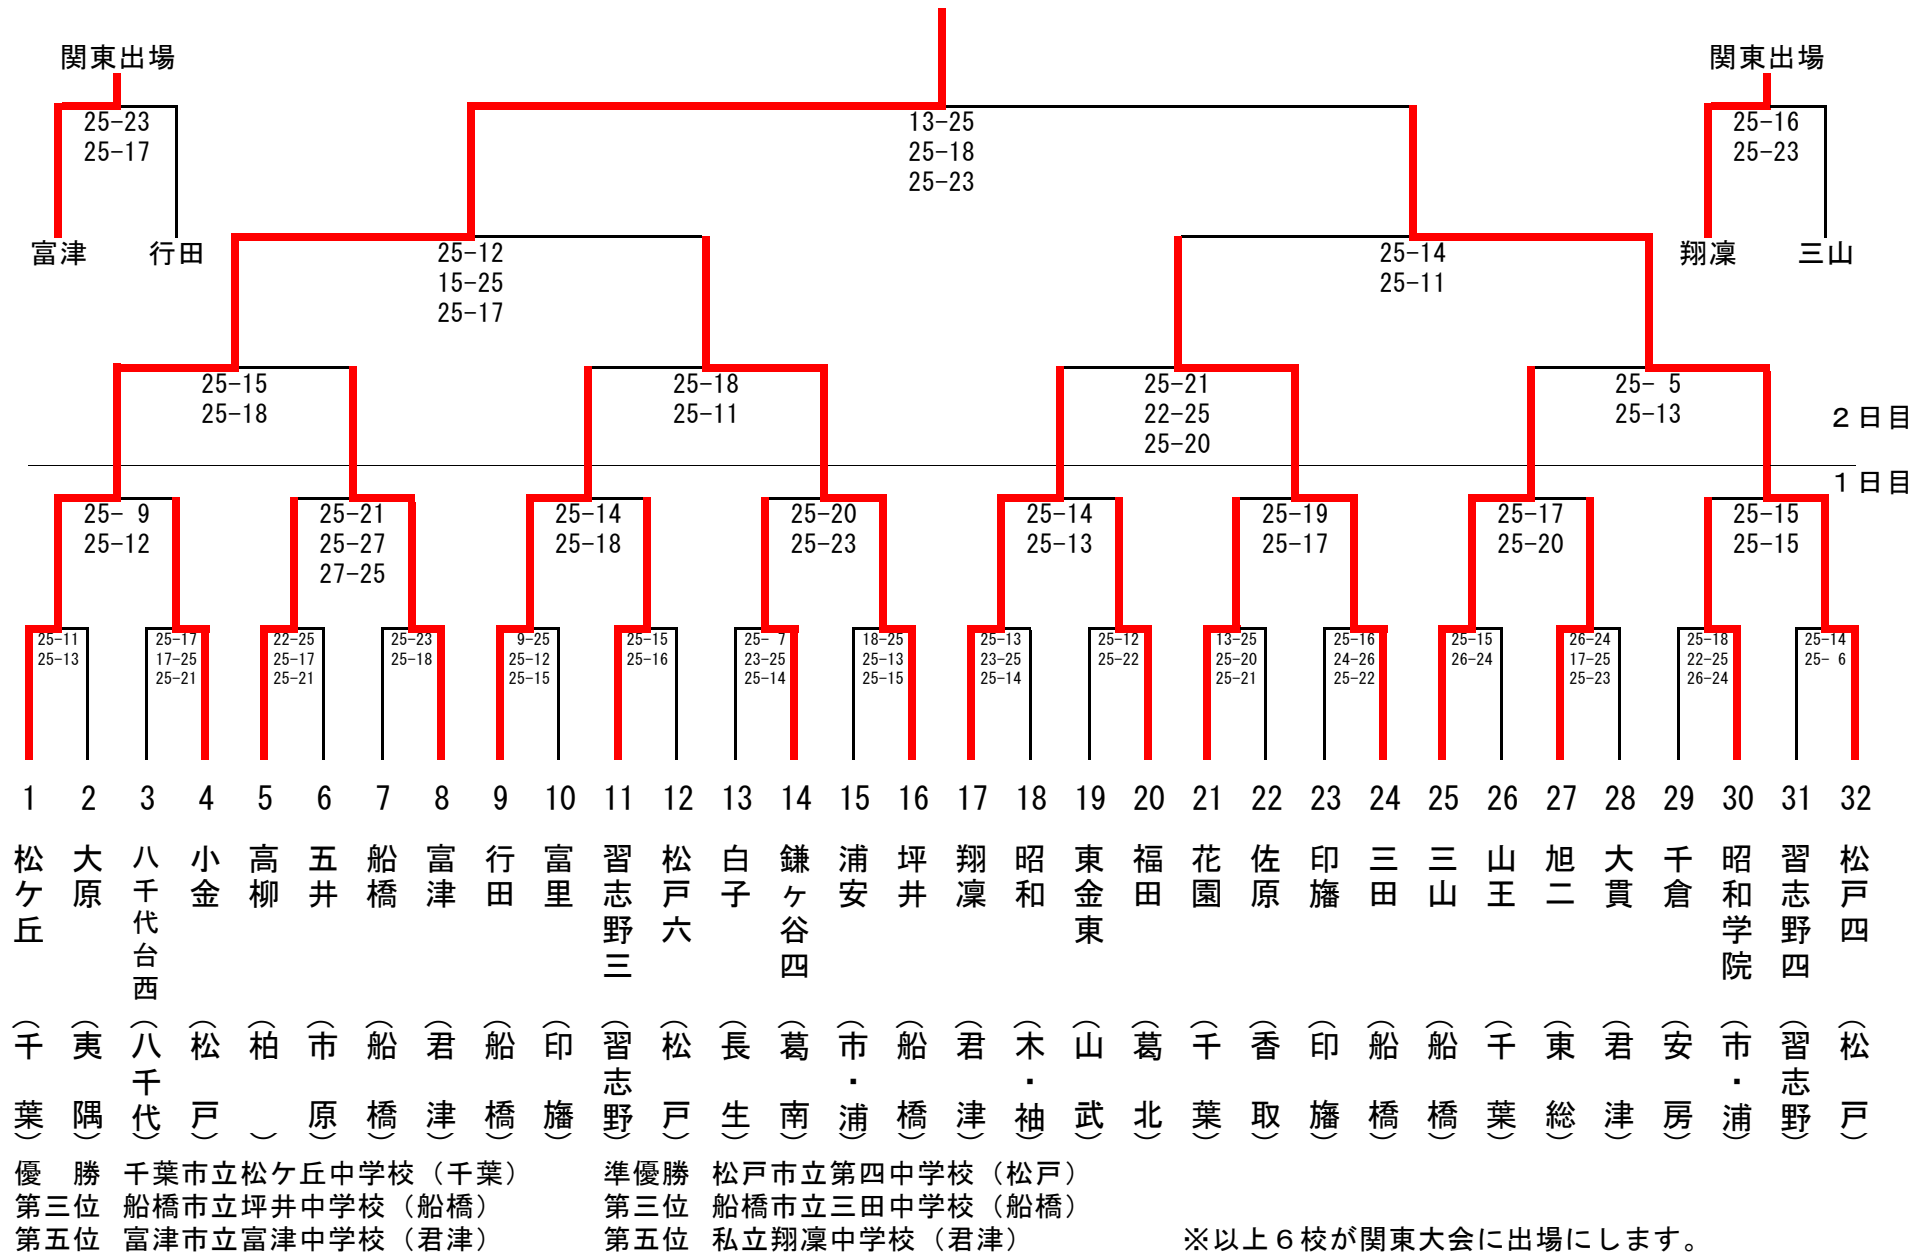 関東出場
関東出場
25-23
25-17
13-25
25-18
25-23
25-16
25-23
富津 行田
翔凜 三山
25-12
15-25
25-17
25-14
25-11
25-15
25-18
25-18
25-11
25-21
22-25
25-20
25- 5
25-13
2日目
1日目
25- 9
25-12
25-21
25-27
27-25
25-14
25-18
25-20
25-23
25-14
25-13
25-19
25-17
25-17
25-20
25-15
25-15
25-11
25-13
25-17
17-25
25-21
22-25
25-17
25-21
25-23
25-18
9-25
25-12
25-15
25-15
25-16
25- 7
23-25
25-14
18-25
25-13
25-15
25-13
23-25
25-14
25-12
25-22
13-25
25-20
25-21
25-16
24-26
25-22
25-15
26-24
26-24
17-25
25-23
25-18
22-25
26-24
25-14
25- 6
1 2 3 4 5 6 7 8 9 10 11 12 13 14 15 16 17 18 19 20 21 22 23 24 25 26 27 28 29 30 31 32
松ケ丘（千葉）
大原（夷隅）
八千代台西（八千代）
小金（松戸）
高柳（柏）
五井（市原）
船橋（船橋）
富津（君津）
行田（船橋）
富里（印旛）
習志野三（習志野）
松戸六（松戸）
白子（長生）
鎌ヶ谷四（葛南）
浦安（市・浦）
坪井（船橋）
翔凜（君津）
昭和（木・袖）
東金東（山武）
福田（葛北）
花園（千葉）
佐原（香取）
印旛（印旛）
三田（船橋）
三山（船橋）
山王（千葉）
旭二（東総）
大貫（君津）
千倉（安房）
昭和学院（市・浦）
習志野四（習志野）
松戸四（松戸）
優　勝 千葉市立松ケ丘中学校（千葉） 準優勝 松戸市立第四中学校（松戸）
第三位 船橋市立坪井中学校（船橋） 第三位 船橋市立三田中学校（船橋）
第五位 富津市立富津中学校（君津） 第五位 私立翔凜中学校（君津） ※以上６校が関東大会に出場にします。